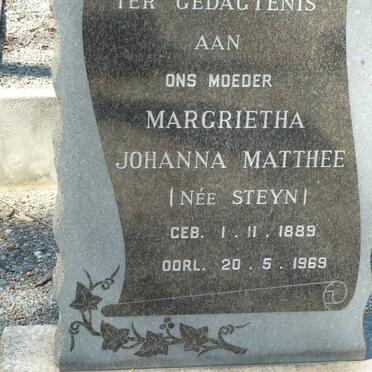 TER GEDAGTENIS
AAN
ONS MOEDER
MARGRIETHA
JOHANNA MATTHEE
(NÉE STEYN)
GEB. 1.11.1889
OORL. 20.5.1969